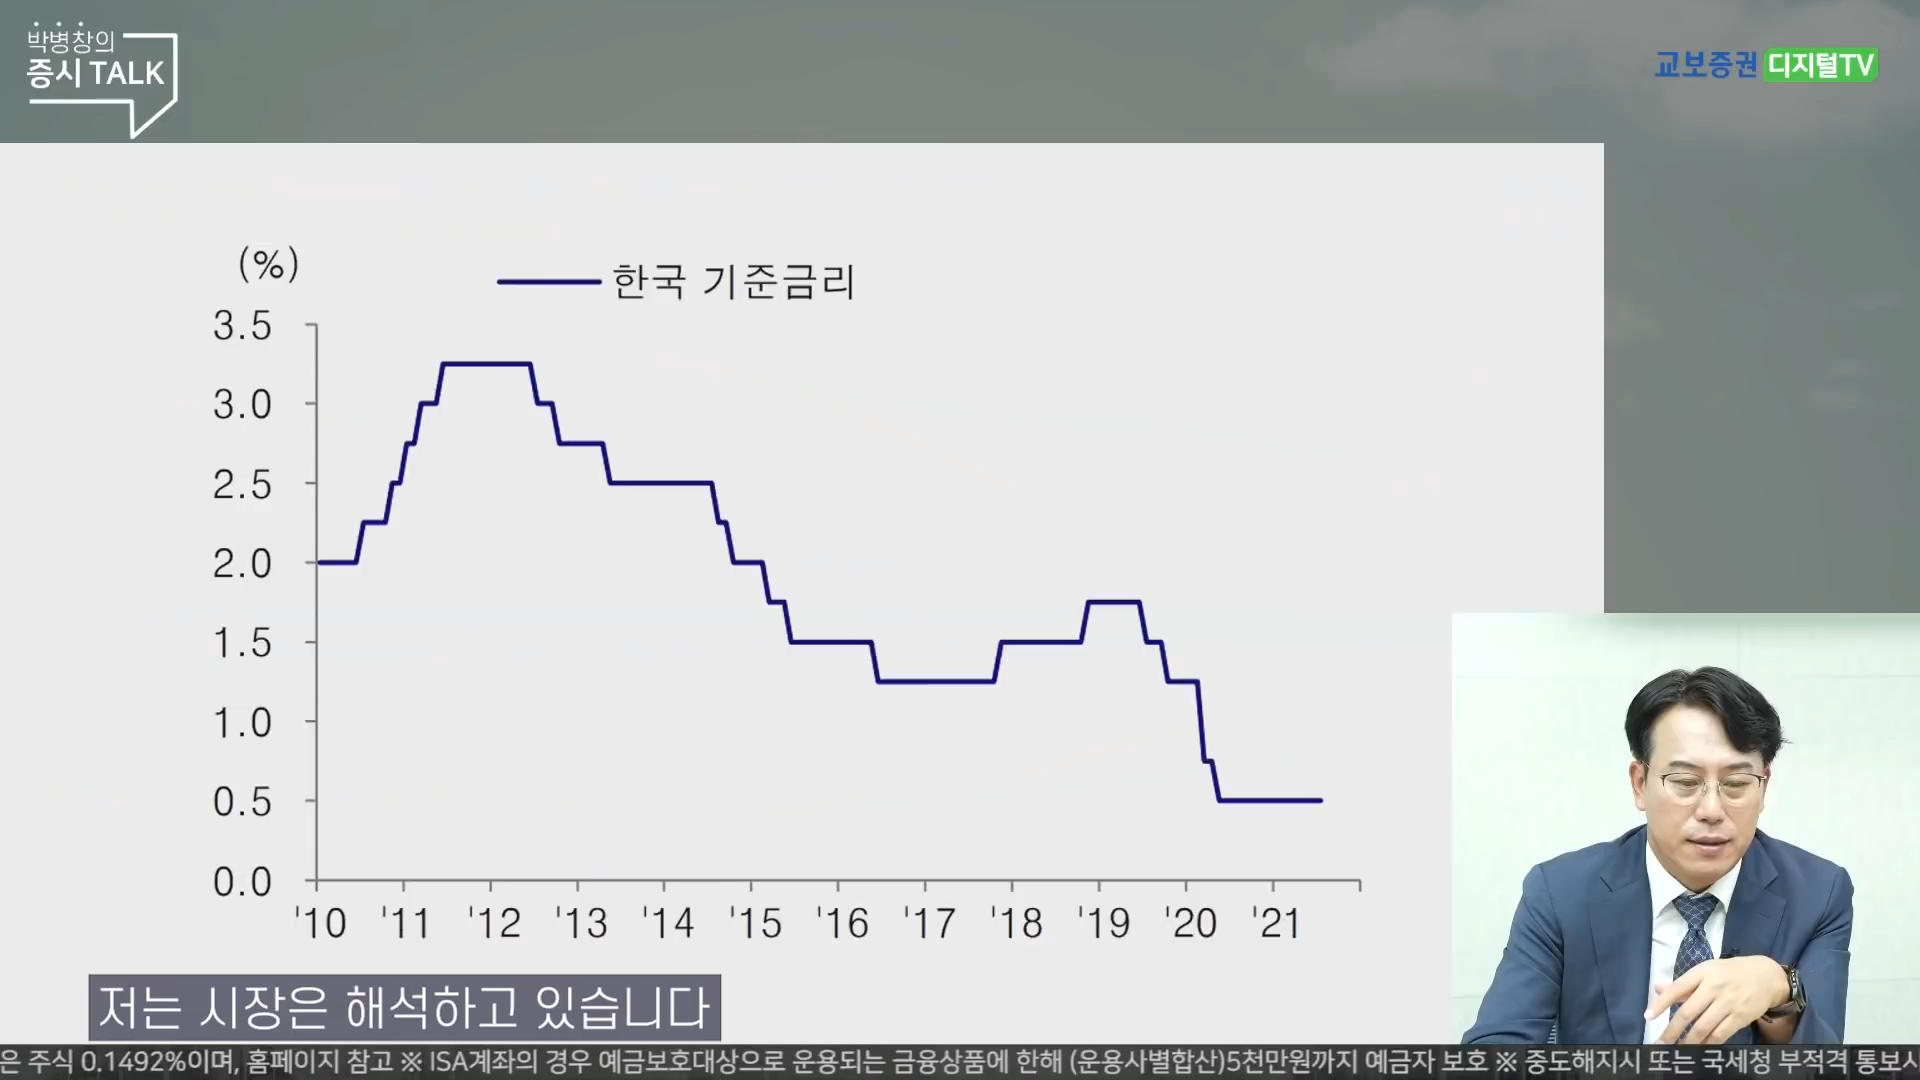 박병창의
증시 TALK
교보증권 디지털TV
(%)
한국 기준금리
3.5
3.0
2.5
2.0
1.5
1.0
0.5
0.0
'10 '11 '12 '13 '14 '15 '16 '17 '18 '19 '20 '21
저는 시장은 해석하고 있습니다
은 주식 0.1492%이며, 홈페이지 참고 ※ ISA계좌의 경우 예금보호대상으로 운용되는 금융상품에 한해 (운용사별합산)5천만원까지 예금자 보호 ※ 중도해지시 또는 국세청 부적격 통보시